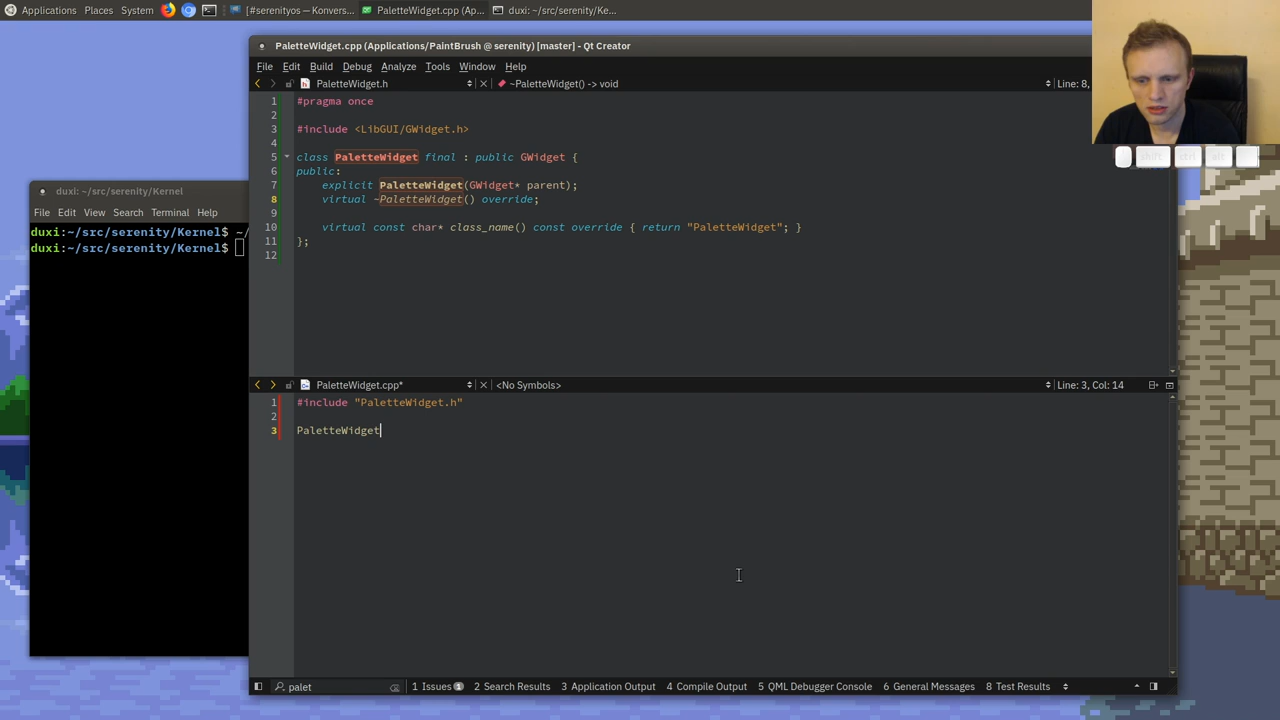 Applications Places System [#serenityos — Konvers... PaletteWidget.cpp (Applications/... duxi: ~/src/serenity/Ke...
PaletteWidget.cpp (Applications/PaintBrush @ serenity) [master] - Qt Creator
File Edit Build Debug Analyze Tools Window Help
PaletteWidget.h ~PaletteWidget() -> void Line: 8,
1 #pragma once
2
3 #include <LibGUI/GWidget.h>
4
5 class PaletteWidget final : public GWidget {
6 public:
7 explicit PaletteWidget(GWidget* parent);
8 virtual ~PaletteWidget() override;
9
10 virtual const char* class_name() const override { return "PaletteWidget"; }
11 };
12
shift ctrl alt
duxi: ~/src/serenity/Kernel
File Edit View Search Terminal Help
duxi:~/src/serenity/Kernel$ ~/
duxi:~/src/serenity/Kernel$
PaletteWidget.cpp* <No Symbols> Line: 3, Col: 14
1 #include "PaletteWidget.h"
2
3 PaletteWidget
palet 1 Issues 1 2 Search Results 3 Application Output 4 Compile Output 5 QML Debugger Console 6 General Messages 8 Test Results